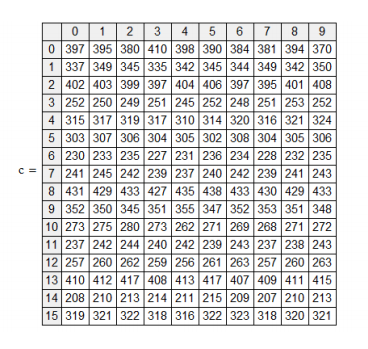 0 1 2 3 4 5 6 7 8 9
0 397 395 380 410 398 390 384 381 394 370
1 337 349 345 335 342 345 344 349 342 350
2 402 403 399 397 404 406 397 395 401 408
3 252 250 249 251 245 252 248 251 253 252
4 315 317 319 317 310 314 320 316 321 324
5 303 307 306 304 305 302 308 304 305 306
6 230 233 235 227 231 236 234 228 232 235
c = 7 241 245 242 239 237 240 242 239 241 243
8 431 429 433 427 435 438 433 430 429 433
9 352 350 345 351 355 347 352 353 351 348
10 273 275 280 273 262 271 269 268 271 272
11 237 242 244 240 242 239 243 237 238 243
12 257 260 262 259 256 261 263 257 260 263
13 410 412 417 408 413 417 407 409 411 415
14 208 210 213 214 211 215 209 207 210 213
15 319 321 322 318 316 322 323 318 320 321